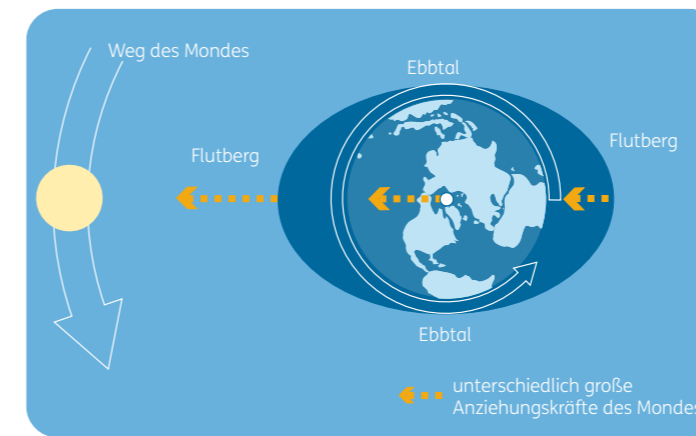 Weg des Mondes
Ebbtal
Flutberg
Flutberg
Ebbtal
unterschiedlich große
Anziehungskräfte des Mondes